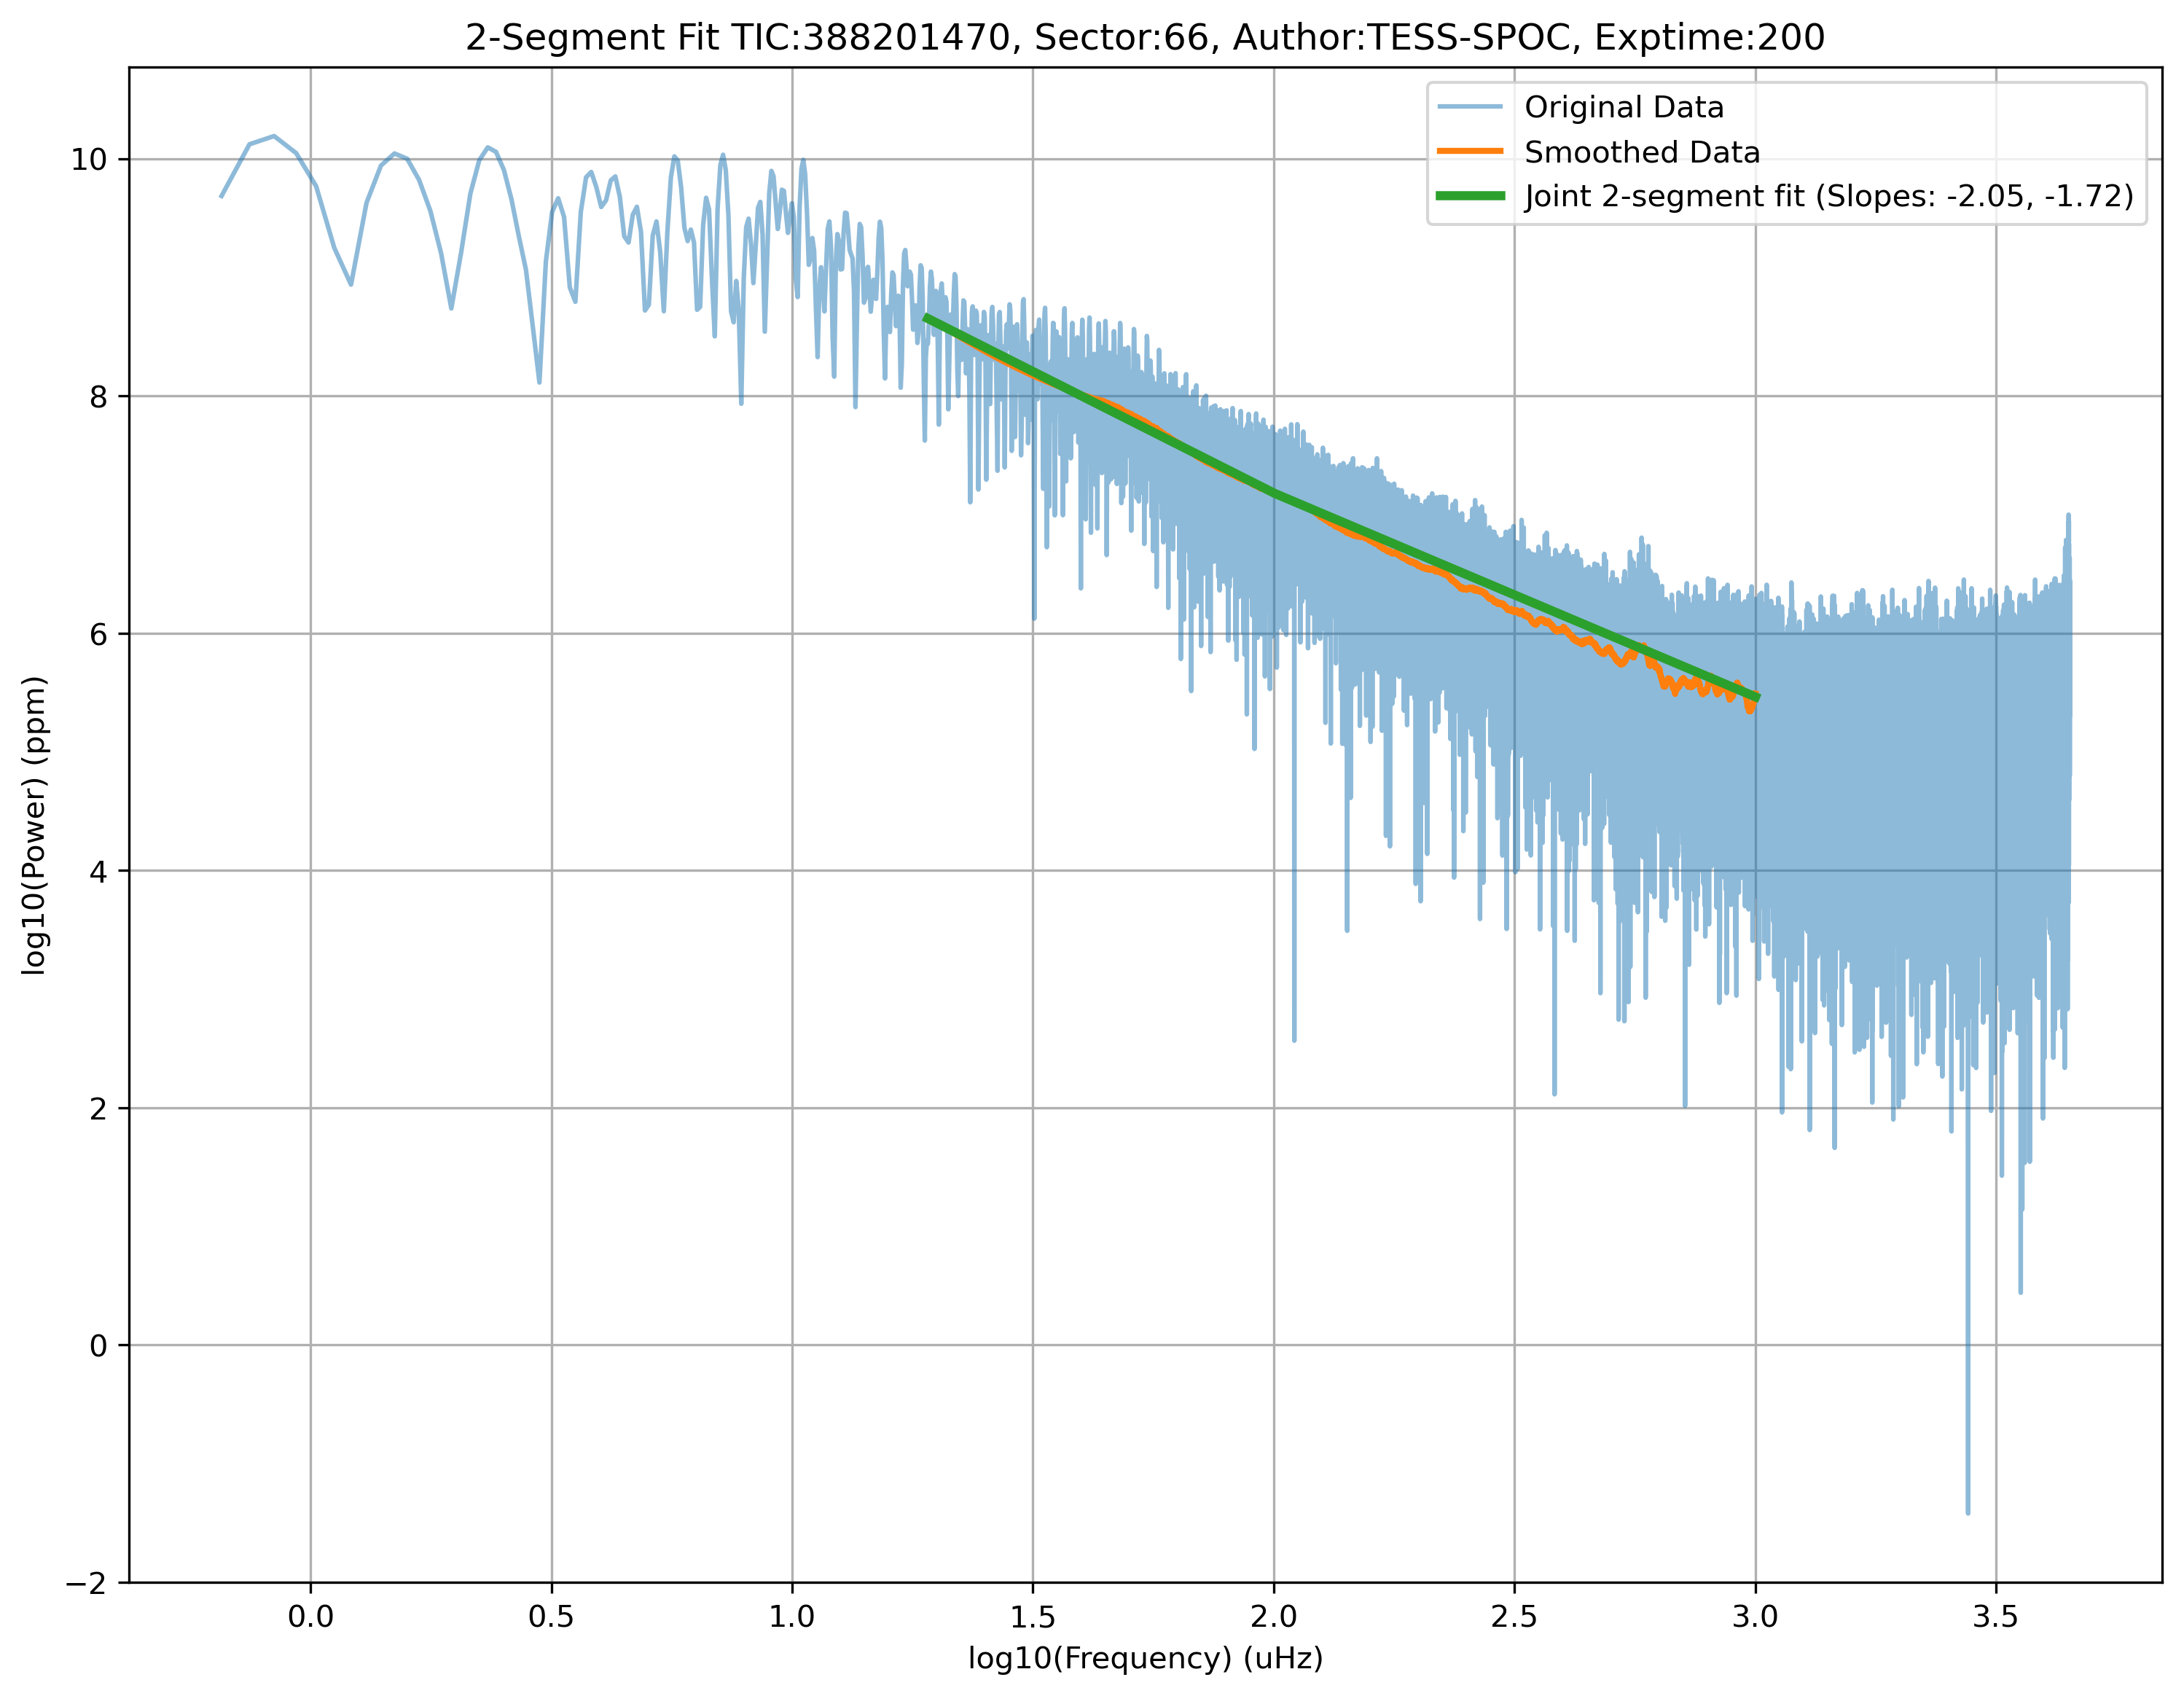 2-Segment Fit TIC:388201470, Sector:66, Author:TESS-SPOC, Exptime:200
Original Data
Smoothed Data
Joint 2-segment fit (Slopes: -2.05, -1.72)
log10(Power) (ppm)
10
8
6
4
2
0
−2
0.0 0.5 1.0 1.5 2.0 2.5 3.0 3.5
log10(Frequency) (uHz)